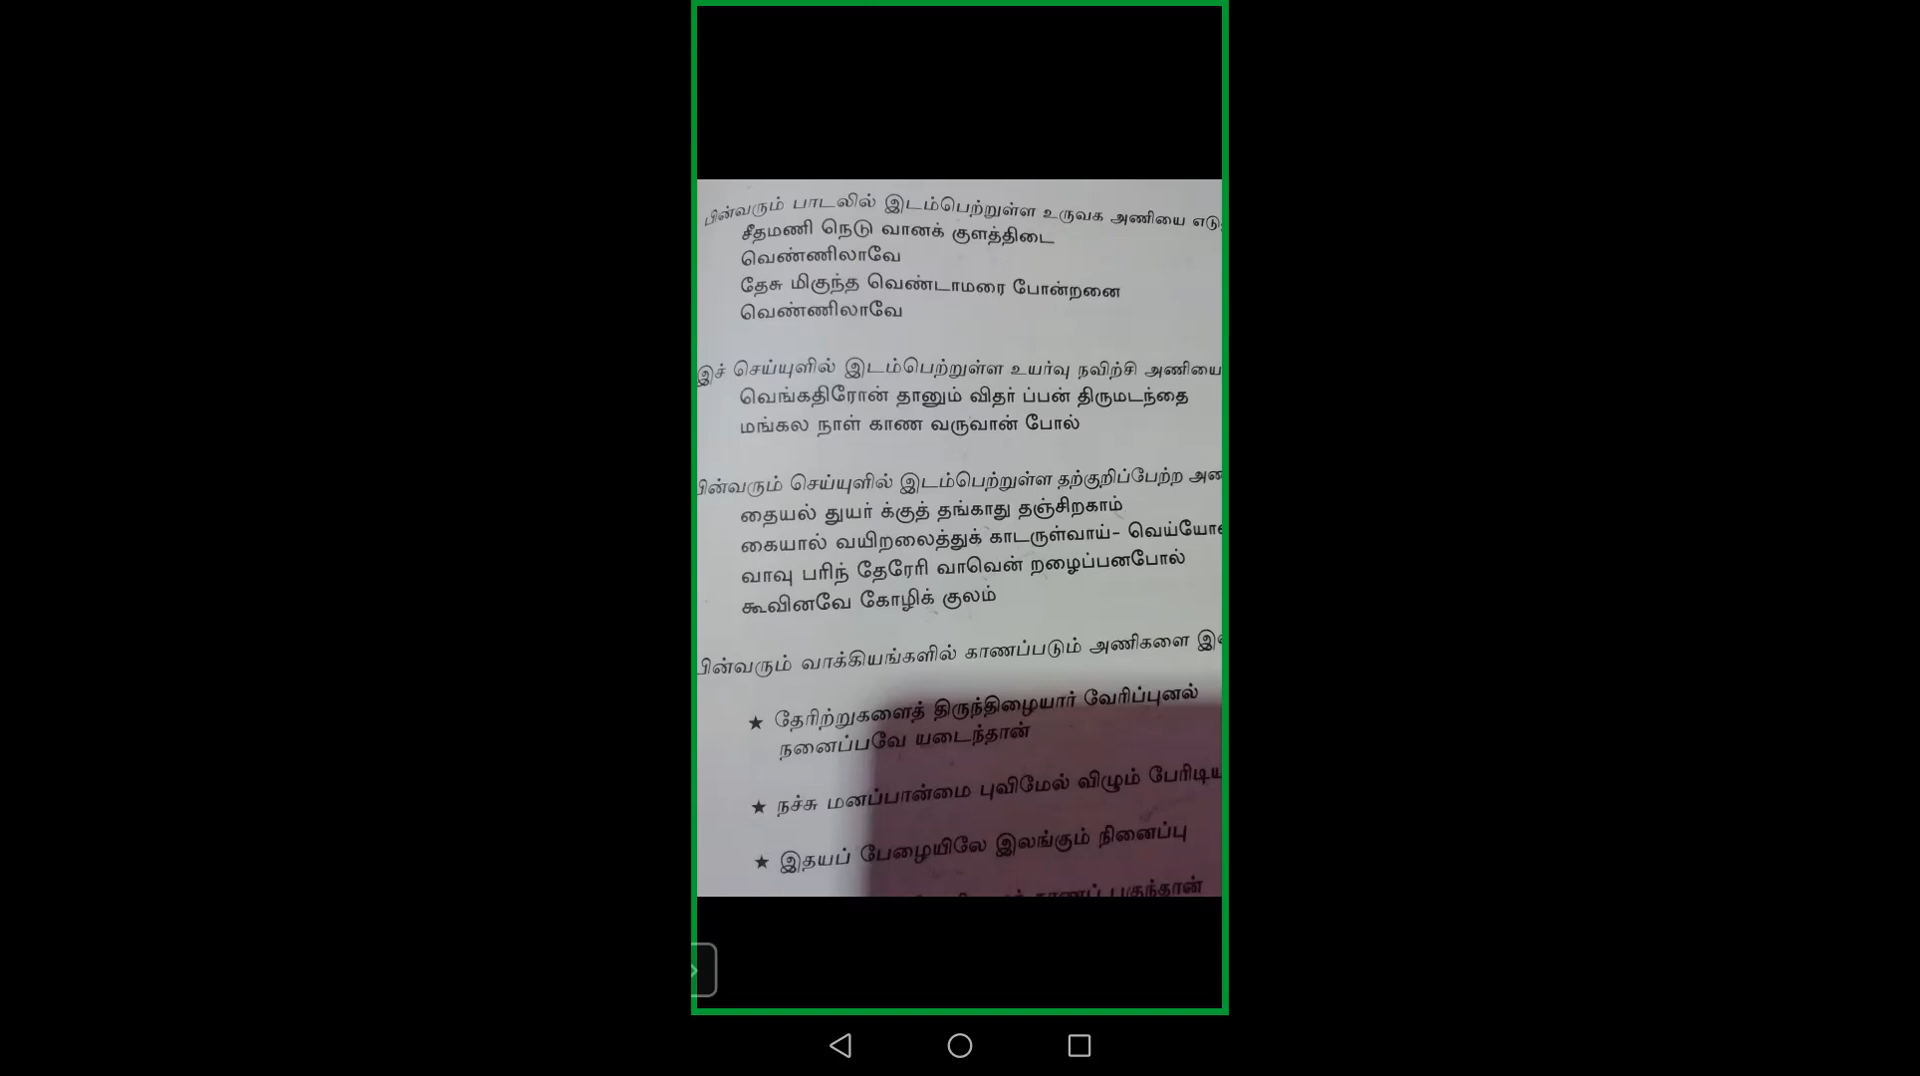 பின்வரும் பாடலில் இடம்பெற்றுள்ள உருவக அணியை
சீதமணி நெடு வானக் குளத்திடை
வெண்ணிலாவே
தேசு மிகுந்த வெண்டாமரை போன்றனை
வெண்ணிலாவே
இச் செய்யுளில் இடம்பெற்றுள்ள உயர்வு நவிற்சி அணியை
வெங்கதிரோன் தானும் விதர் ப்பன் திருமடந்தை
மங்கல நாள் காண வருவான் போல்
பின்வரும் செய்யுளில் இடம்பெற்றுள்ள தற்குறிப்பேற்ற
தையல் துயர் க்குத் தங்காது தஞ்சிறகாம்
கையால் வயிறலைத்துக் காடருள்வாய்-
வாவு பரிந் தேரேரி வாவென் றழைப்பனபோல்
கூவினவே கோழிக் குலம்
பின்வரும் வாக்கியங்களில் காணப்படும் அணிகளை
★ தேரிற்றுகளைத் திருந்திழையார் வேரிப்புனல்
நனைப்பவே யடைந்தான்
★ நச்சு மனப்பான்மை புவிமேல் விழும்
★ இதயப் பேழையிலே இலங்கும் நினைப்பு